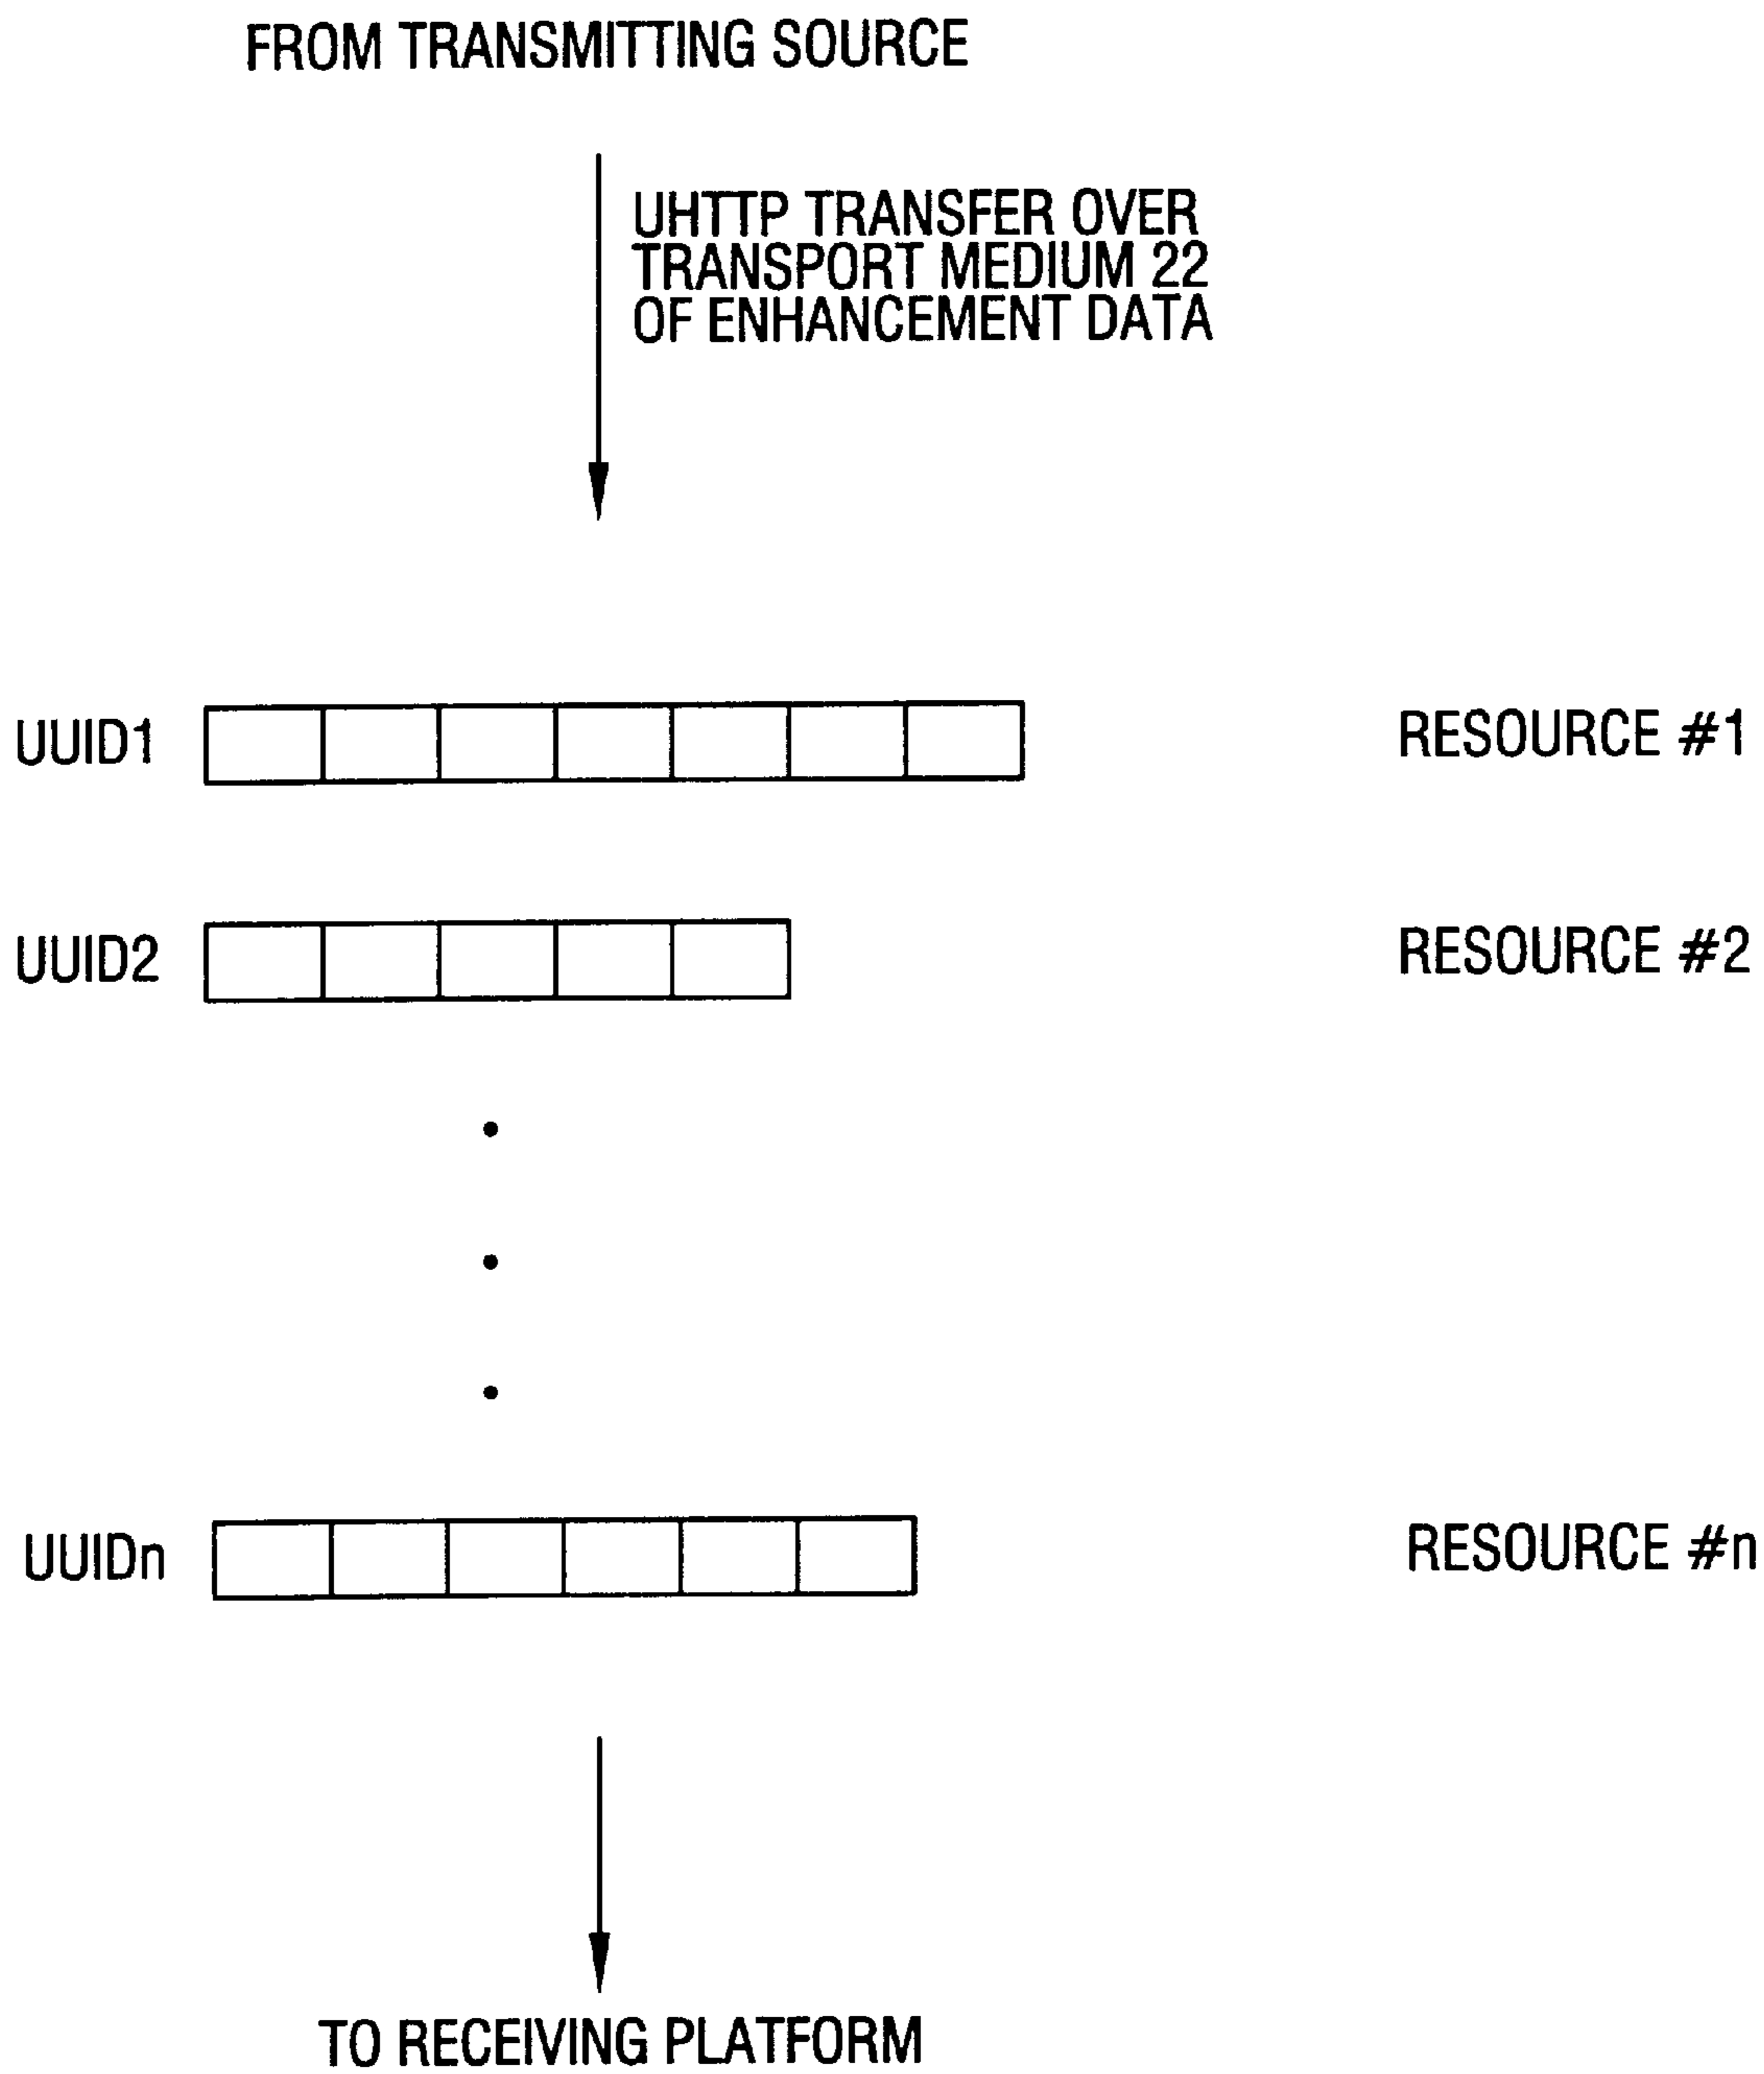 FROM TRANSMITTING SOURCE
UHTTP TRANSFER OVER
TRANSPORT MEDIUM 22
OF ENHANCEMENT DATA
UUID1 RESOURCE #1
UUID2 RESOURCE #2
UUIDn RESOURCE #n
TO RECEIVING PLATFORM